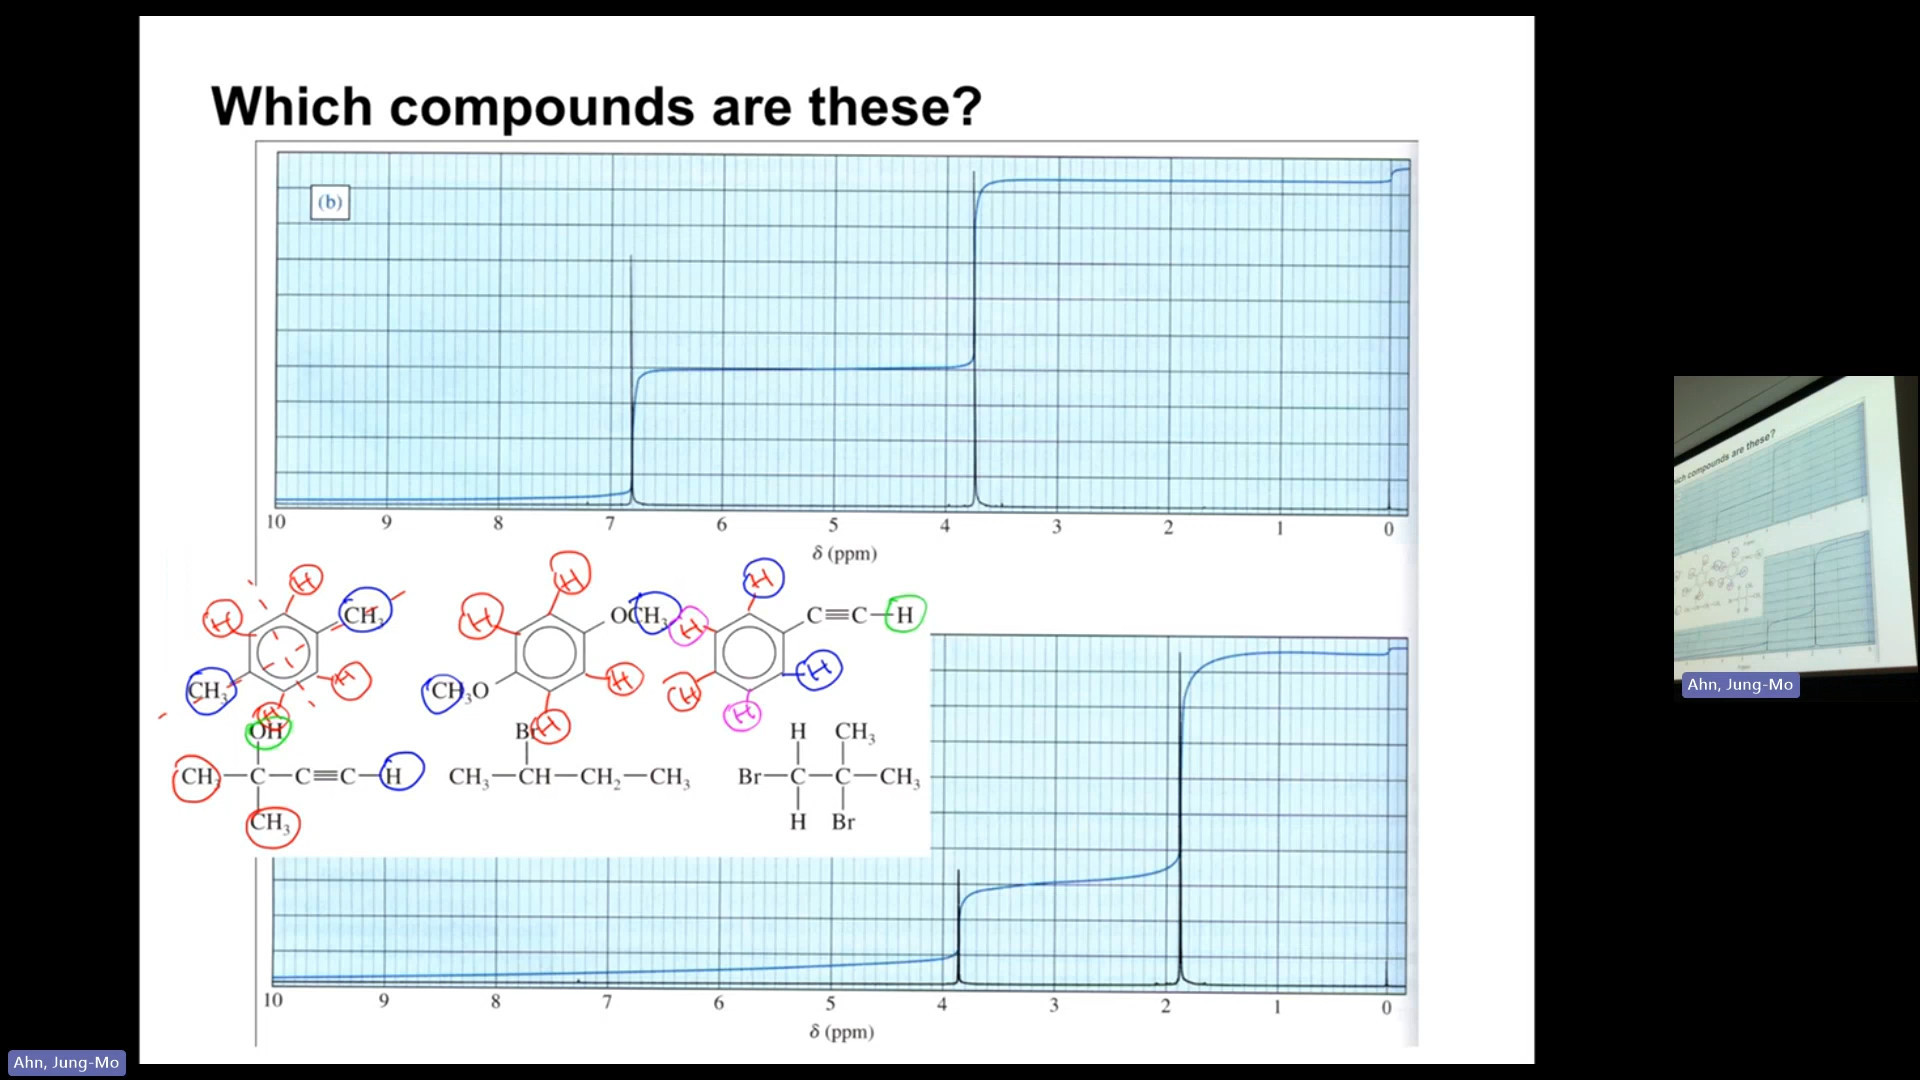 Which compounds are these?
(b)
10 9 8 7 6 5 4 3 2 1 0
δ (ppm)
H H CH₃ CH₃ H H
H H OCH₃ CH₃O H H
H H C≡C—H H H H
OH
CH₃—C—C≡C—H
CH₃
Br
CH₃—CH—CH₂—CH₃
H CH₃
Br—C—C—CH₃
H Br
10 9 8 7 6 5 4 3 2 1 0
δ (ppm)
Ahn, Jung-Mo
Ahn, Jung-Mo